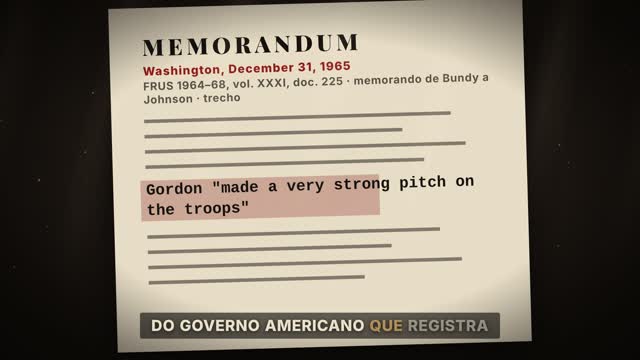 MEMORANDUM
Washington, December 31, 1965
FRUS 1964–68, vol. XXXI, doc. 225 · memorando de Bundy a
Johnson · trecho
Gordon "made a very strong pitch on
the troops"
DO GOVERNO AMERICANO QUE REGISTRA